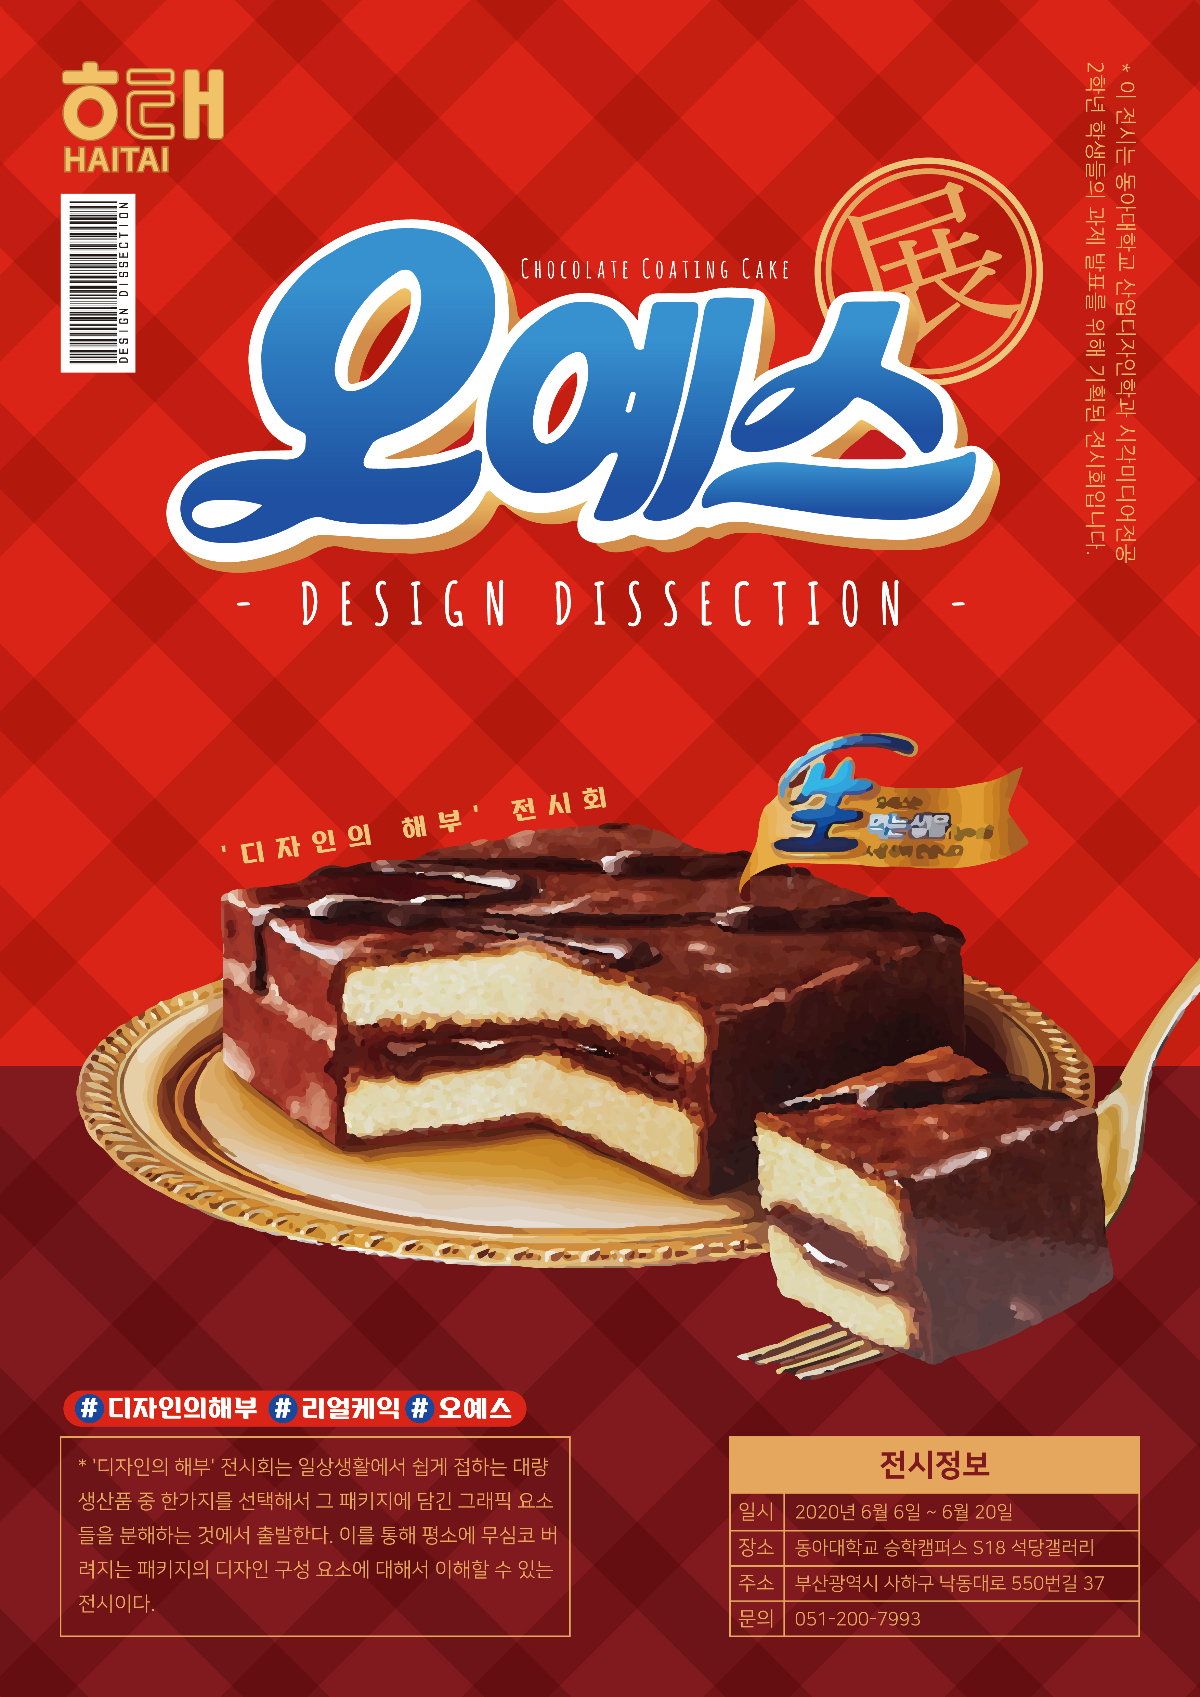 해태
HAITAI
DESIGN DISSECTION
* 이 전시는 동아대학교 산업디자인학과 시각미디어전공
2학년 학생들의 과제 발표를 위해 기획된 전시회입니다.
展
CHOCOLATE COATING CAKE
오예스
- DESIGN DISSECTION -
'디자인의 해부' 전시회
生
먹는 생유
# 디자인의해부 # 리얼케익 # 오예스
* '디자인의 해부' 전시회는 일상생활에서 쉽게 접하는 대량
생산품 중 한가지를 선택해서 그 패키지에 담긴 그래픽 요소
들을 분해하는 것에서 출발한다. 이를 통해 평소에 무심코 버
려지는 패키지의 디자인 구성 요소에 대해서 이해할 수 있는
전시이다.
전시정보
일시 2020년 6월 6일 ~ 6월 20일
장소 동아대학교 승학캠퍼스 S18 석당갤러리
주소 부산광역시 사하구 낙동대로 550번길 37
문의 051-200-7993